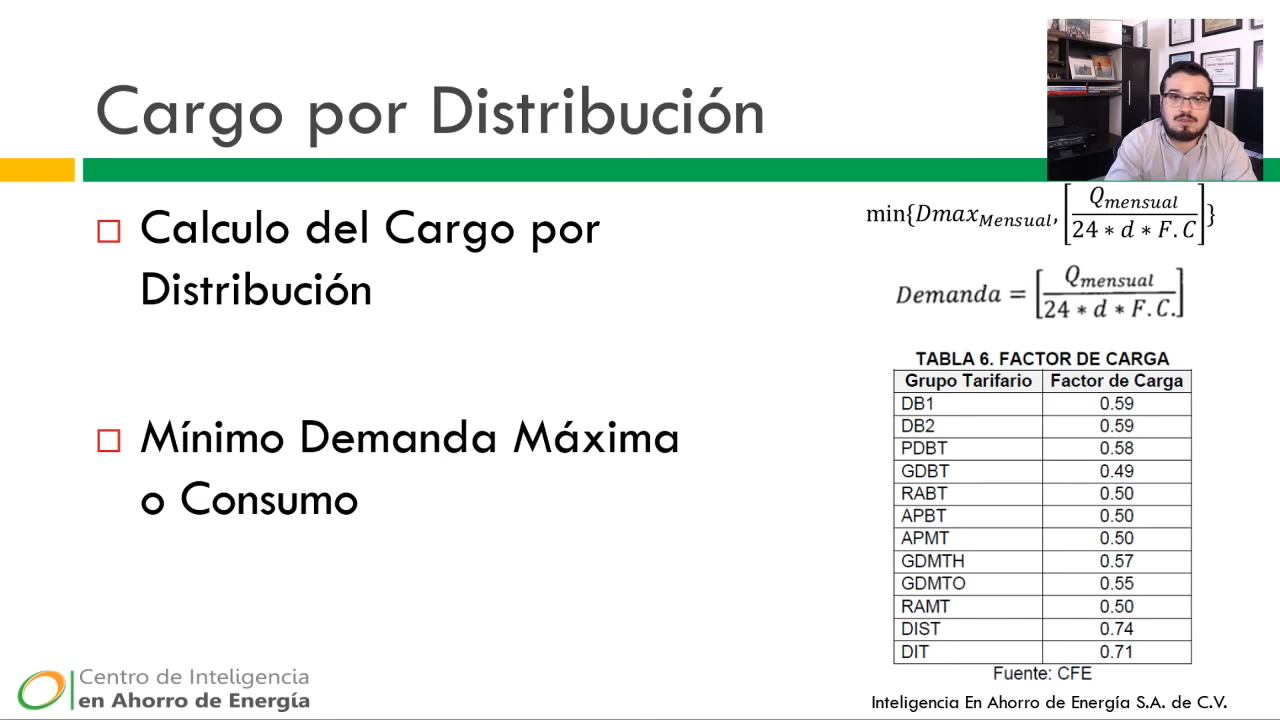 Cargo por Distribución
Calculo del Cargo por
Distribución
Mínimo Demanda Máxima
o Consumo
min{Dmax_Mensual, [Q_mensual / 24 * d * F.C]}
Demanda = [Q_mensual / 24 * d * F.C.]
TABLA 6. FACTOR DE CARGA
Grupo Tarifario Factor de Carga
DB1 0.59
DB2 0.59
PDBT 0.58
GDBT 0.49
RABT 0.50
APBT 0.50
APMT 0.50
GDMTH 0.57
GDMTO 0.55
RAMT 0.50
DIST 0.74
DIT 0.71
Fuente: CFE
Centro de Inteligencia
en Ahorro de Energía
Inteligencia En Ahorro de Energía S.A. de C.V.